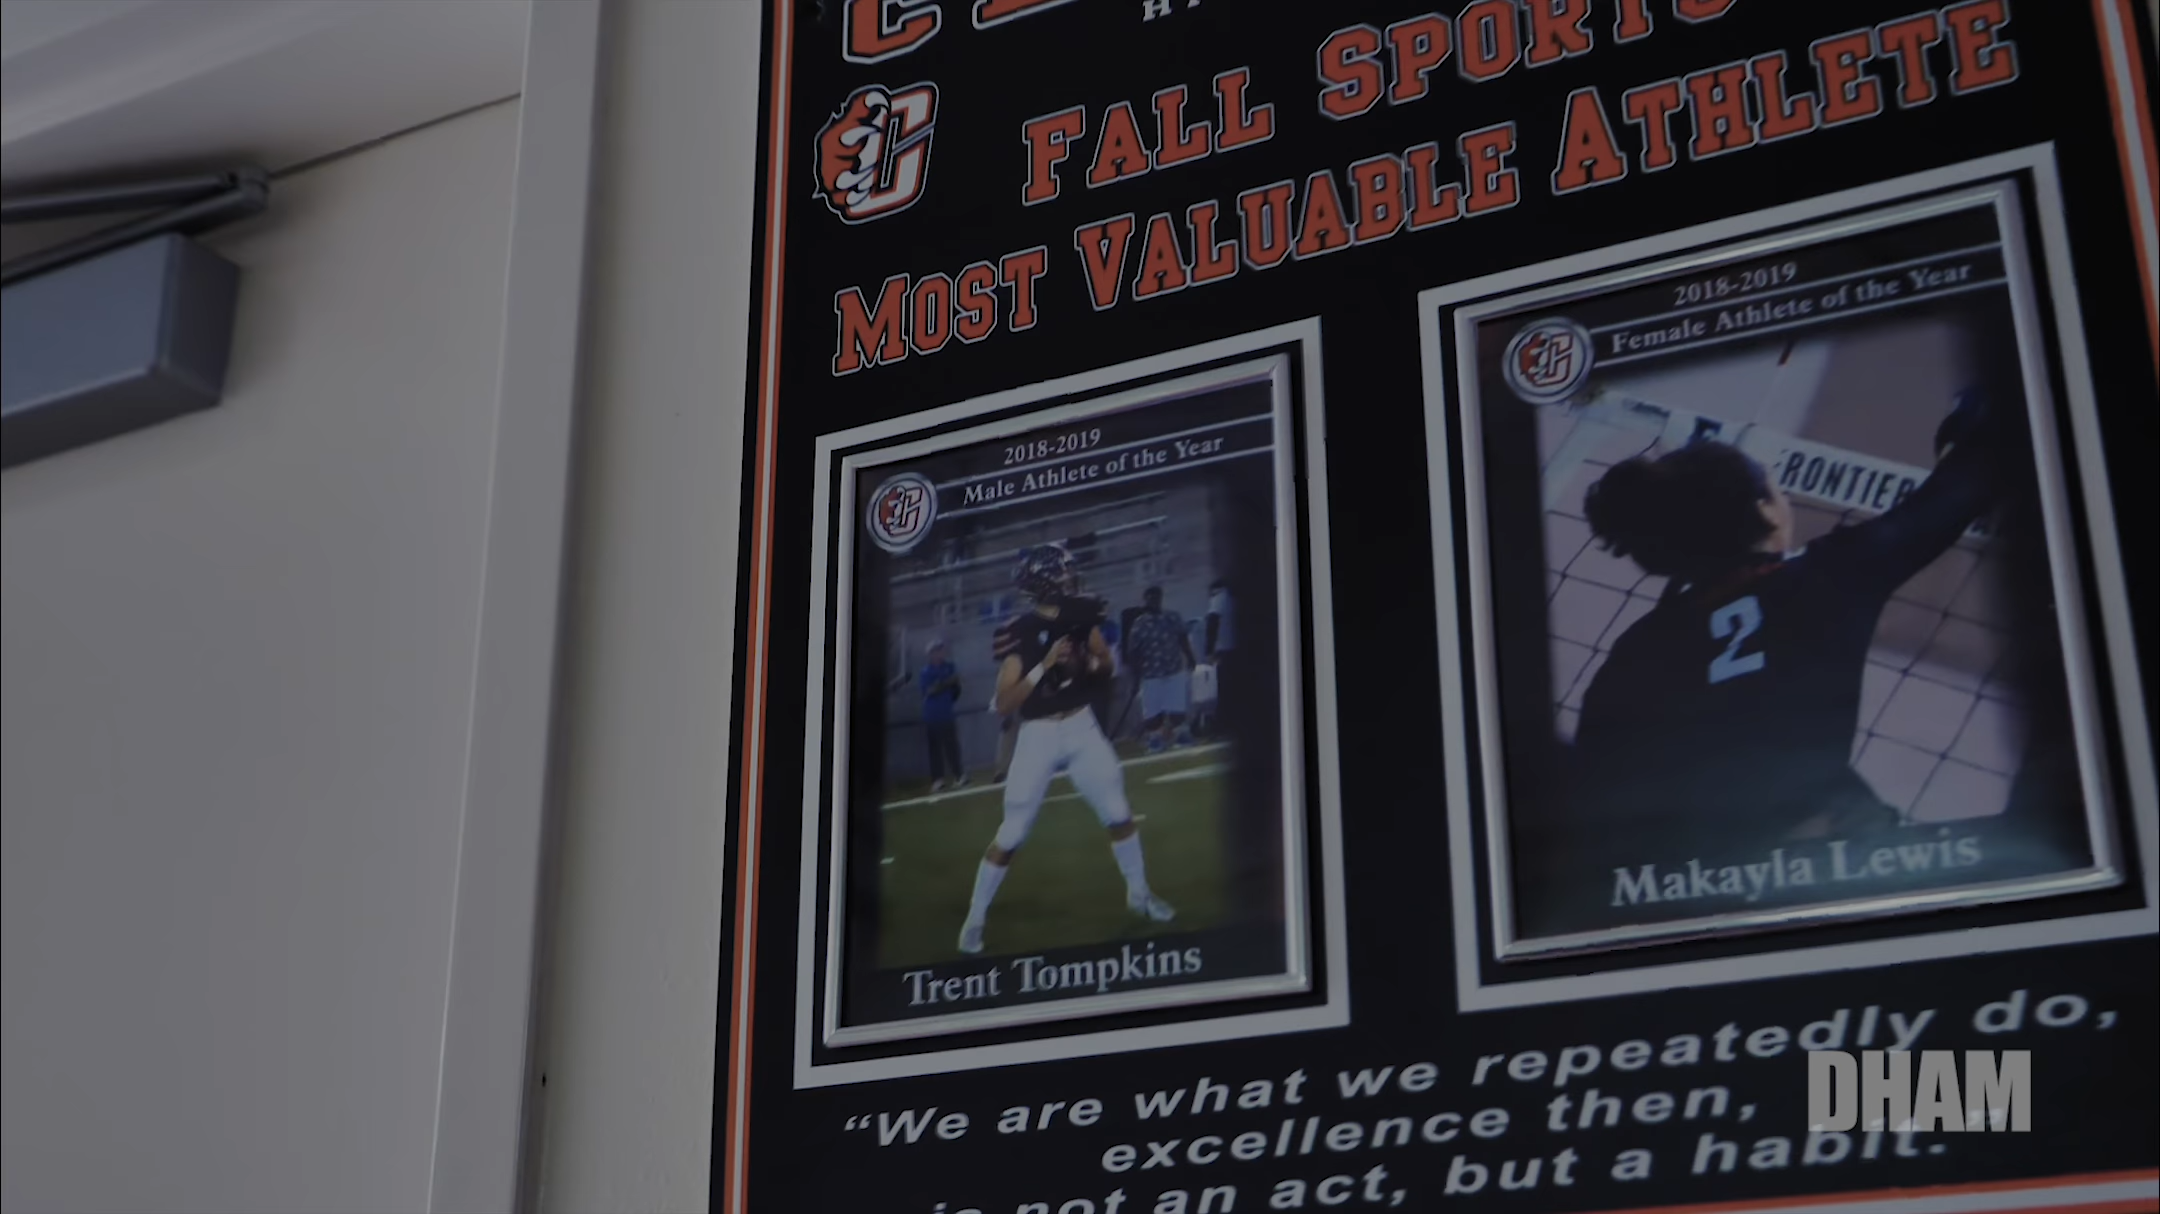 FALL SPORTS
MOST VALUABLE ATHLETE
2018-2019
Male Athlete of the Year
Trent Tompkins
2018-2019
Female Athlete of the Year
FRONTIER
2
Makayla Lewis
“We are what we repeatedly do,
excellence then,
is not an act, but a habit.”
DHAM